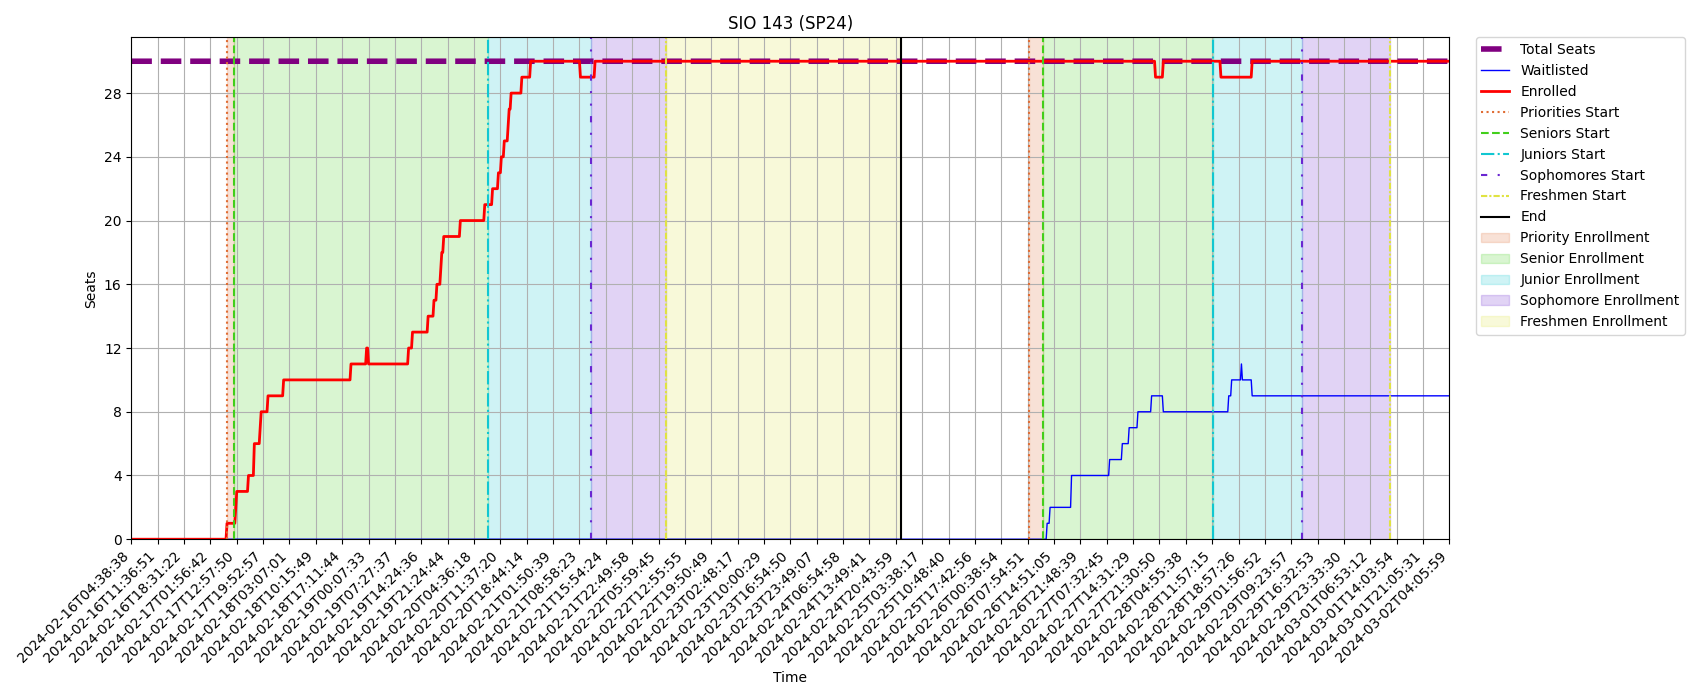 SIO 143 (SP24)
Seats
28
24
20
16
12
8
4
0
2024-02-16T04:38:38
2024-02-16T11:36:51
2024-02-16T18:31:22
2024-02-17T01:56:42
2024-02-17T12:57:50
2024-02-17T19:52:57
2024-02-18T03:07:01
2024-02-18T10:15:49
2024-02-18T17:11:44
2024-02-19T00:07:33
2024-02-19T07:27:37
2024-02-19T14:24:36
2024-02-19T21:24:44
2024-02-20T04:36:18
2024-02-20T11:37:20
2024-02-20T18:44:14
2024-02-21T01:50:39
2024-02-21T08:58:23
2024-02-21T15:54:24
2024-02-21T22:49:58
2024-02-22T05:59:45
2024-02-22T12:55:55
2024-02-22T19:50:49
2024-02-23T02:48:17
2024-02-23T10:00:29
2024-02-23T16:54:50
2024-02-23T23:49:07
2024-02-24T06:54:58
2024-02-24T13:49:41
2024-02-24T20:43:59
2024-02-25T03:38:17
2024-02-25T10:48:40
2024-02-25T17:42:56
2024-02-26T00:38:54
2024-02-26T07:54:51
2024-02-26T14:51:05
2024-02-26T21:48:39
2024-02-27T07:32:45
2024-02-27T14:31:29
2024-02-27T21:30:50
2024-02-28T04:55:38
2024-02-28T11:57:15
2024-02-28T18:57:26
2024-02-29T01:56:52
2024-02-29T09:23:57
2024-02-29T16:32:53
2024-02-29T23:33:30
2024-03-01T06:53:12
2024-03-01T14:03:54
2024-03-01T21:05:31
2024-03-02T04:05:59
Time
Total Seats
Waitlisted
Enrolled
Priorities Start
Seniors Start
Juniors Start
Sophomores Start
Freshmen Start
End
Priority Enrollment
Senior Enrollment
Junior Enrollment
Sophomore Enrollment
Freshmen Enrollment